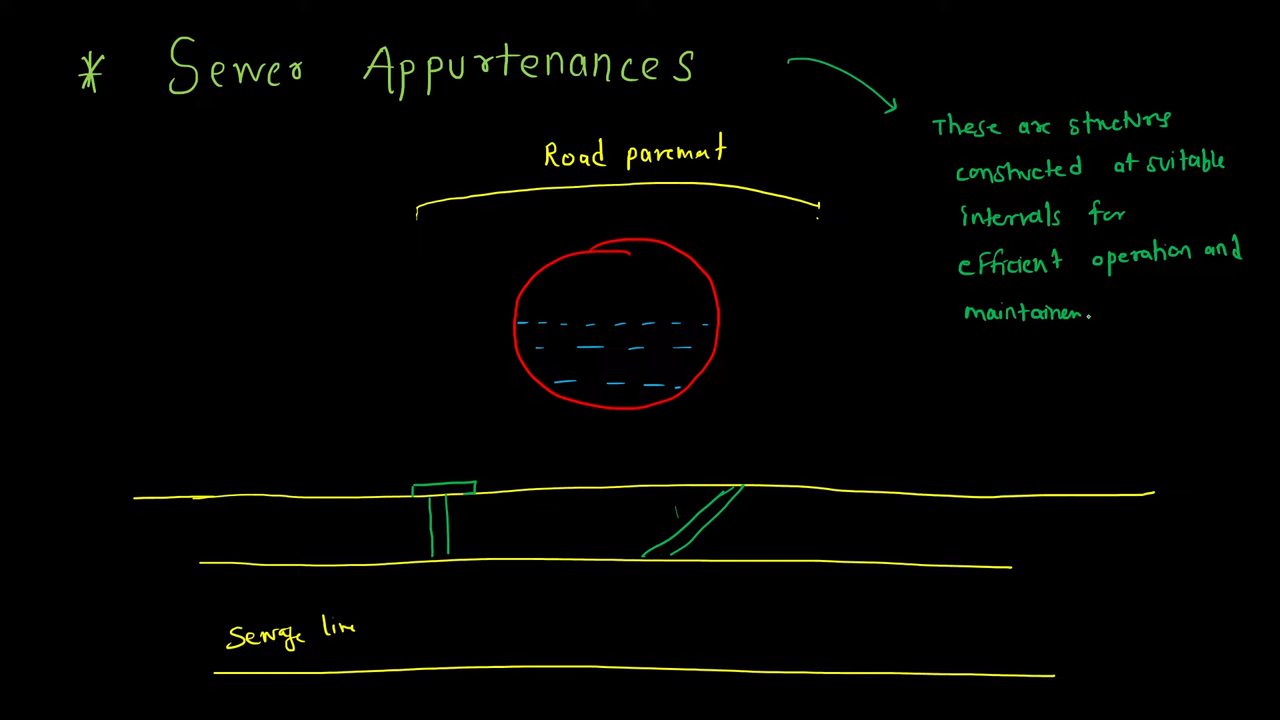 * Sewer Appurtenances
Road pavement
These are structures
constructed at suitable
intervals for
efficient operation and
maintainen
Sewage line